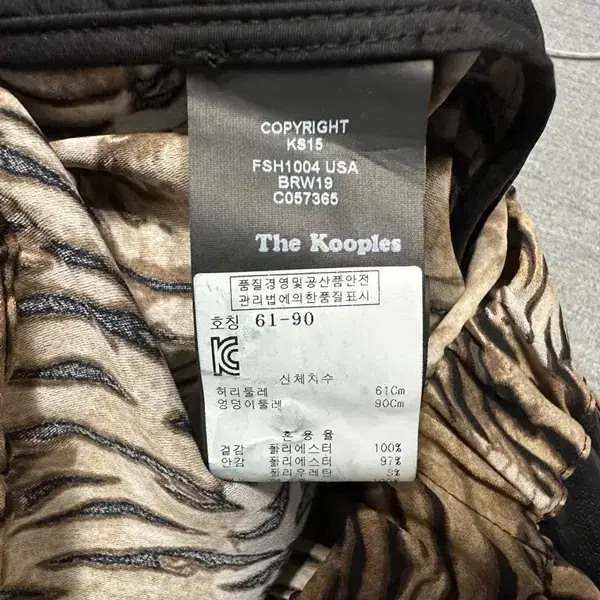 COPYRIGHT
KS15
FSH1004 USA
BRW19
C057365
The Kooples
품질경영및공산품안전
관리법에의한품질표시
호칭 61-90
신체치수
허리둘레 61Cm
엉덩이둘레 90Cm
혼용율
겉감 폴리에스터 100%
안감 폴리에스터 97%
폴리우레탄 3%